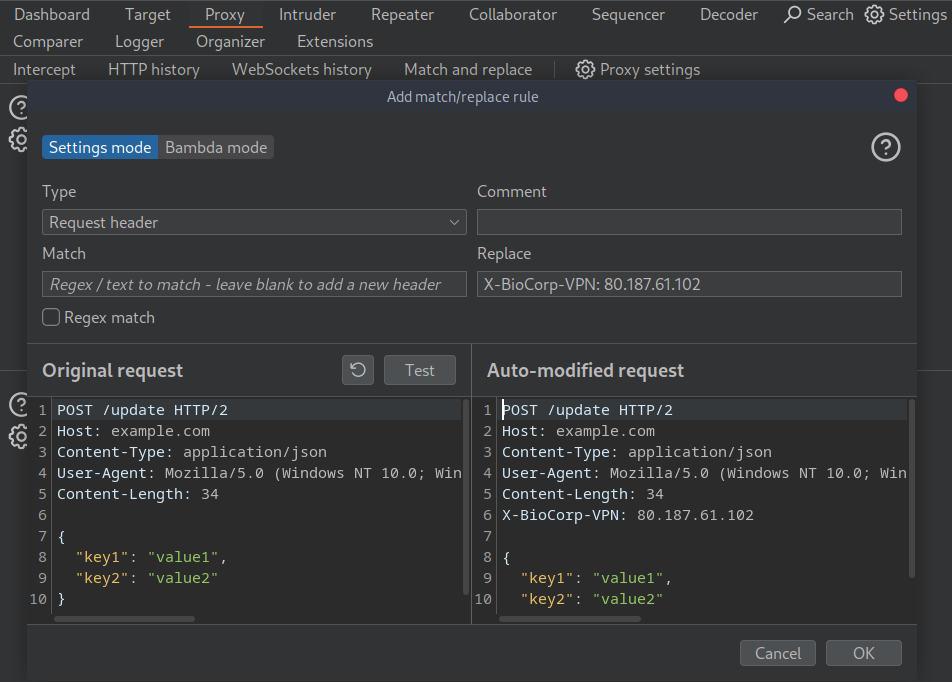 Dashboard Target Proxy Intruder Repeater Collaborator Sequencer Decoder Search Settings
Comparer Logger Organizer Extensions
Intercept HTTP history WebSockets history Match and replace Proxy settings
Add match/replace rule
Settings mode Bambda mode
Type Comment
Request header
Match Replace
Regex / text to match - leave blank to add a new header X-BioCorp-VPN: 80.187.61.102
Regex match
Original request Test Auto-modified request
1 POST /update HTTP/2
2 Host: example.com
3 Content-Type: application/json
4 User-Agent: Mozilla/5.0 (Windows NT 10.0; Win
5 Content-Length: 34
6
7 {
8 "key1": "value1",
9 "key2": "value2"
10 }
1 POST /update HTTP/2
2 Host: example.com
3 Content-Type: application/json
4 User-Agent: Mozilla/5.0 (Windows NT 10.0; Win
5 Content-Length: 34
6 X-BioCorp-VPN: 80.187.61.102
7
8 {
9 "key1": "value1",
10 "key2": "value2"
Cancel OK